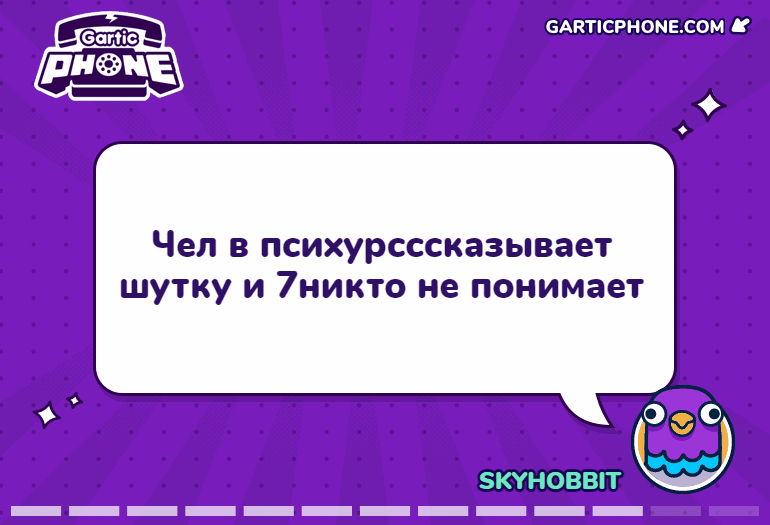 Gartic
PHONE
GARTICPHONE.COM
Чел в психурсссказывает
шутку и 7никто не понимает
SKYHOBBIT